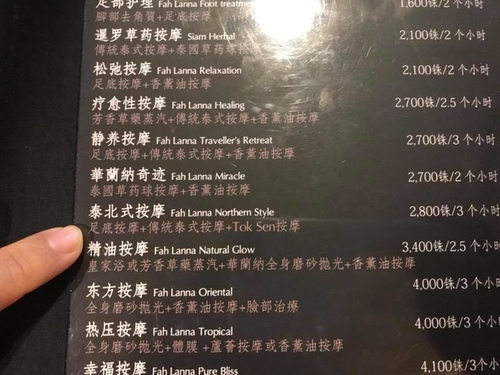 足部护理 Fah Lanna Foot treatment 1,600铢/2 个小时
腳部去角質+足底按摩
暹罗草药按摩 Siam Herbal 2,100铢/2 个小时
傳統泰式按摩+泰國草药球按摩
松弛按摩 Fah Lanna Relaxation 2,100铢/2 个小时
足底按摩+香薰油按摩
疗愈性按摩 Fah Lanna Healing 2,700铢/2.5 个小时
芳香草藥蒸汽+傳統泰式按摩+香薰油按摩
静养按摩 Fah Lanna Traveller's Retreat 2,700铢/3 个小时
足底按摩+傳統泰式按摩+香薰油按摩
华蘭納奇迹 Fah Lanna Miracle 2,700铢/2 个小时
泰國草药球按摩+香薰油按摩
泰北式按摩 Fah Lanna Northern Style 2,800铢/3 个小时
足底按摩+傳統泰式按摩+Tok Sen按摩
精油按摩 Fah Lanna Natural Glow 3,400铢/2.5 个小时
皇家浴或芳香草藥蒸汽+華蘭納全身磨砂拋光+香薰油按摩
东方按摩 Fah Lanna Oriental 4,000铢/3 个小时
全身磨砂拋光+香薰油按摩+臉部治療
热压按摩 Fah Lanna Tropical 4,000铢/3 个小时
全身磨砂拋光+體膜 +蘆薈按摩或香薰油按摩
幸福按摩 Fah Lanna Pure Bliss 4,100铢/3 个小时